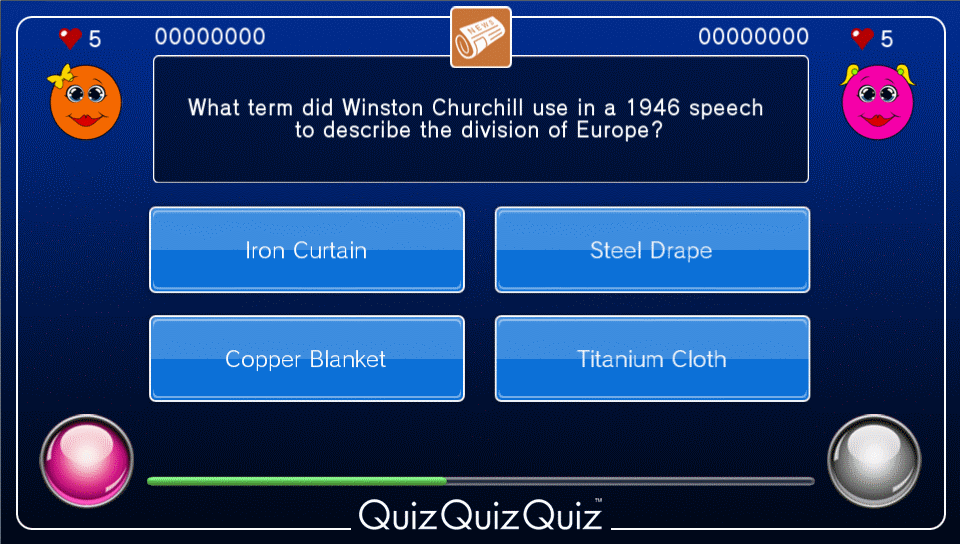 5
00000000
NEWS
00000000
5
What term did Winston Churchill use in a 1946 speech
to describe the division of Europe?
Iron Curtain
Steel Drape
Copper Blanket
Titanium Cloth
QuizQuizQuiz™